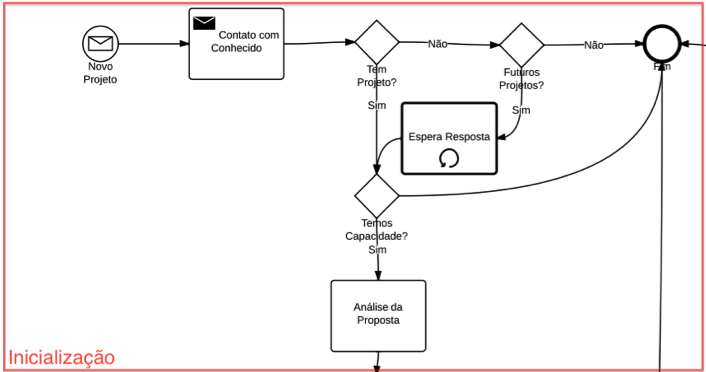 Contato com
Conhecido
Novo
Projeto
Tem
Projeto?
Não
Futuros
Projetos?
Não
Fim
Sim
Sim
Espera Resposta
Temos
Capacidade?
Sim
Análise da
Proposta
Inicialização